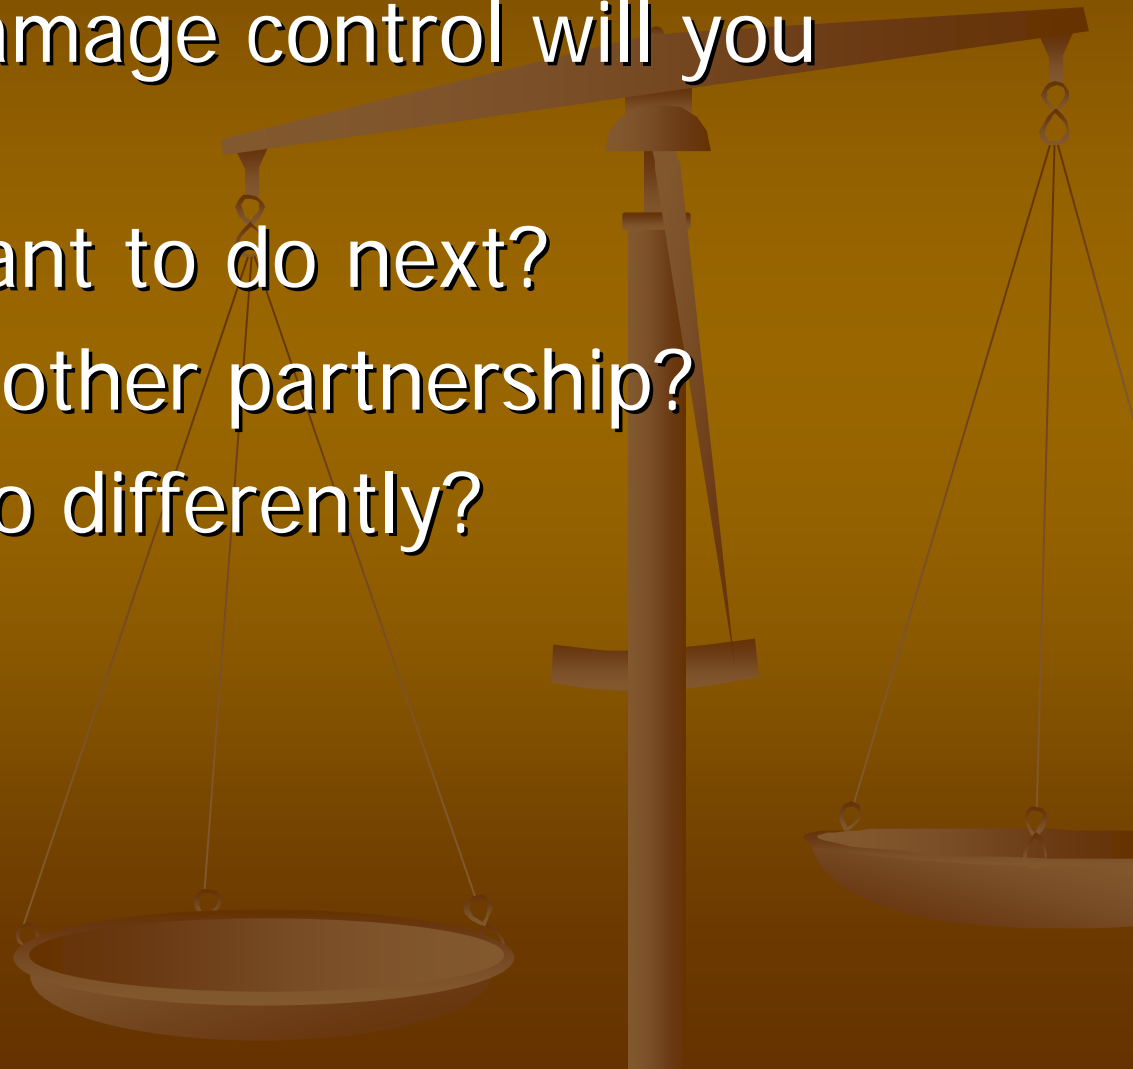 amage control will you
ant to do next?
other partnership?
o differently?